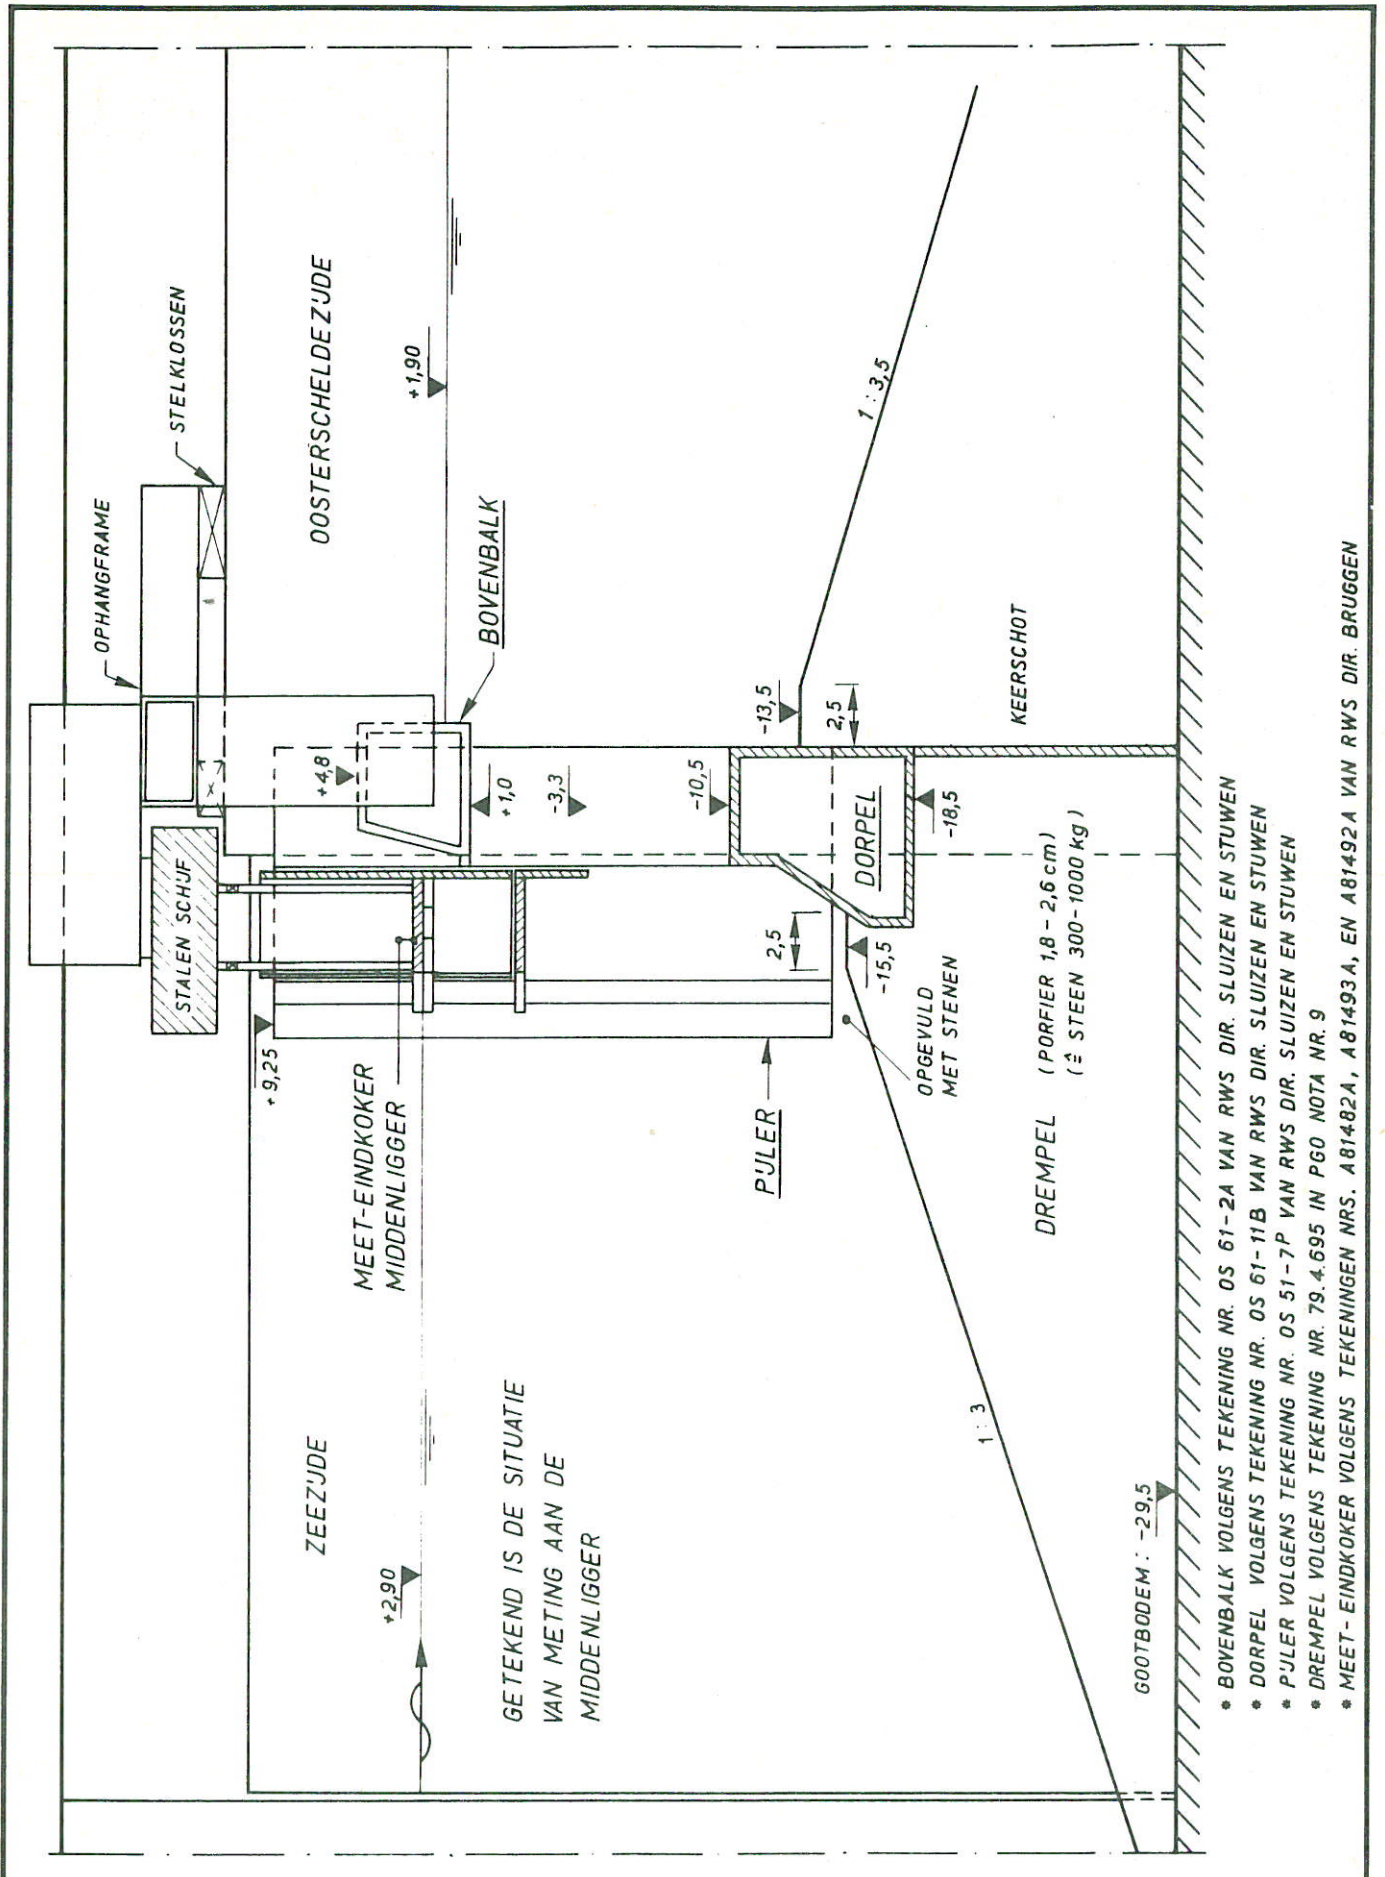 OPHANGFRAME
STELKLOSSEN
STALEN SCHIJF
OOSTERSCHELDEZIJDE
+1,90
BOVENBALK
+4,8
+1,0
-3,3
+9,25
MEET-EINDKOKER
MIDDENLIGGER
ZEEZIJDE
+2,90
GETEKEND IS DE SITUATIE
VAN METING AAN DE
MIDDENLIGGER
PIJLER
-10,5
-13,5
2,5
DORPEL
-18,5
2,5
-15,5
OPGEVULD
MET STENEN
1 : 3,5
KEERSCHOT
DREMPEL
(PORFIER 1,8 - 2,6 cm)
(≙ STEEN 300-1000 kg)
1 : 3
GOOTBODEM : -29,5
* BOVENBALK VOLGENS TEKENING NR. OS 61-2A VAN RWS DIR. SLUIZEN EN STUWEN
* DORPEL VOLGENS TEKENING NR. OS 61-11B VAN RWS DIR. SLUIZEN EN STUWEN
* PIJLER VOLGENS TEKENING NR. OS 51-7P VAN RWS DIR. SLUIZEN EN STUWEN
* DREMPEL VOLGENS TEKENING NR. 79.4.695 IN PGO NOTA NR. 9
* MEET-EINDKOKER VOLGENS TEKENINGEN NRS. A81482A, A81493A, EN A81492A VAN RWS DIR. BRUGGEN